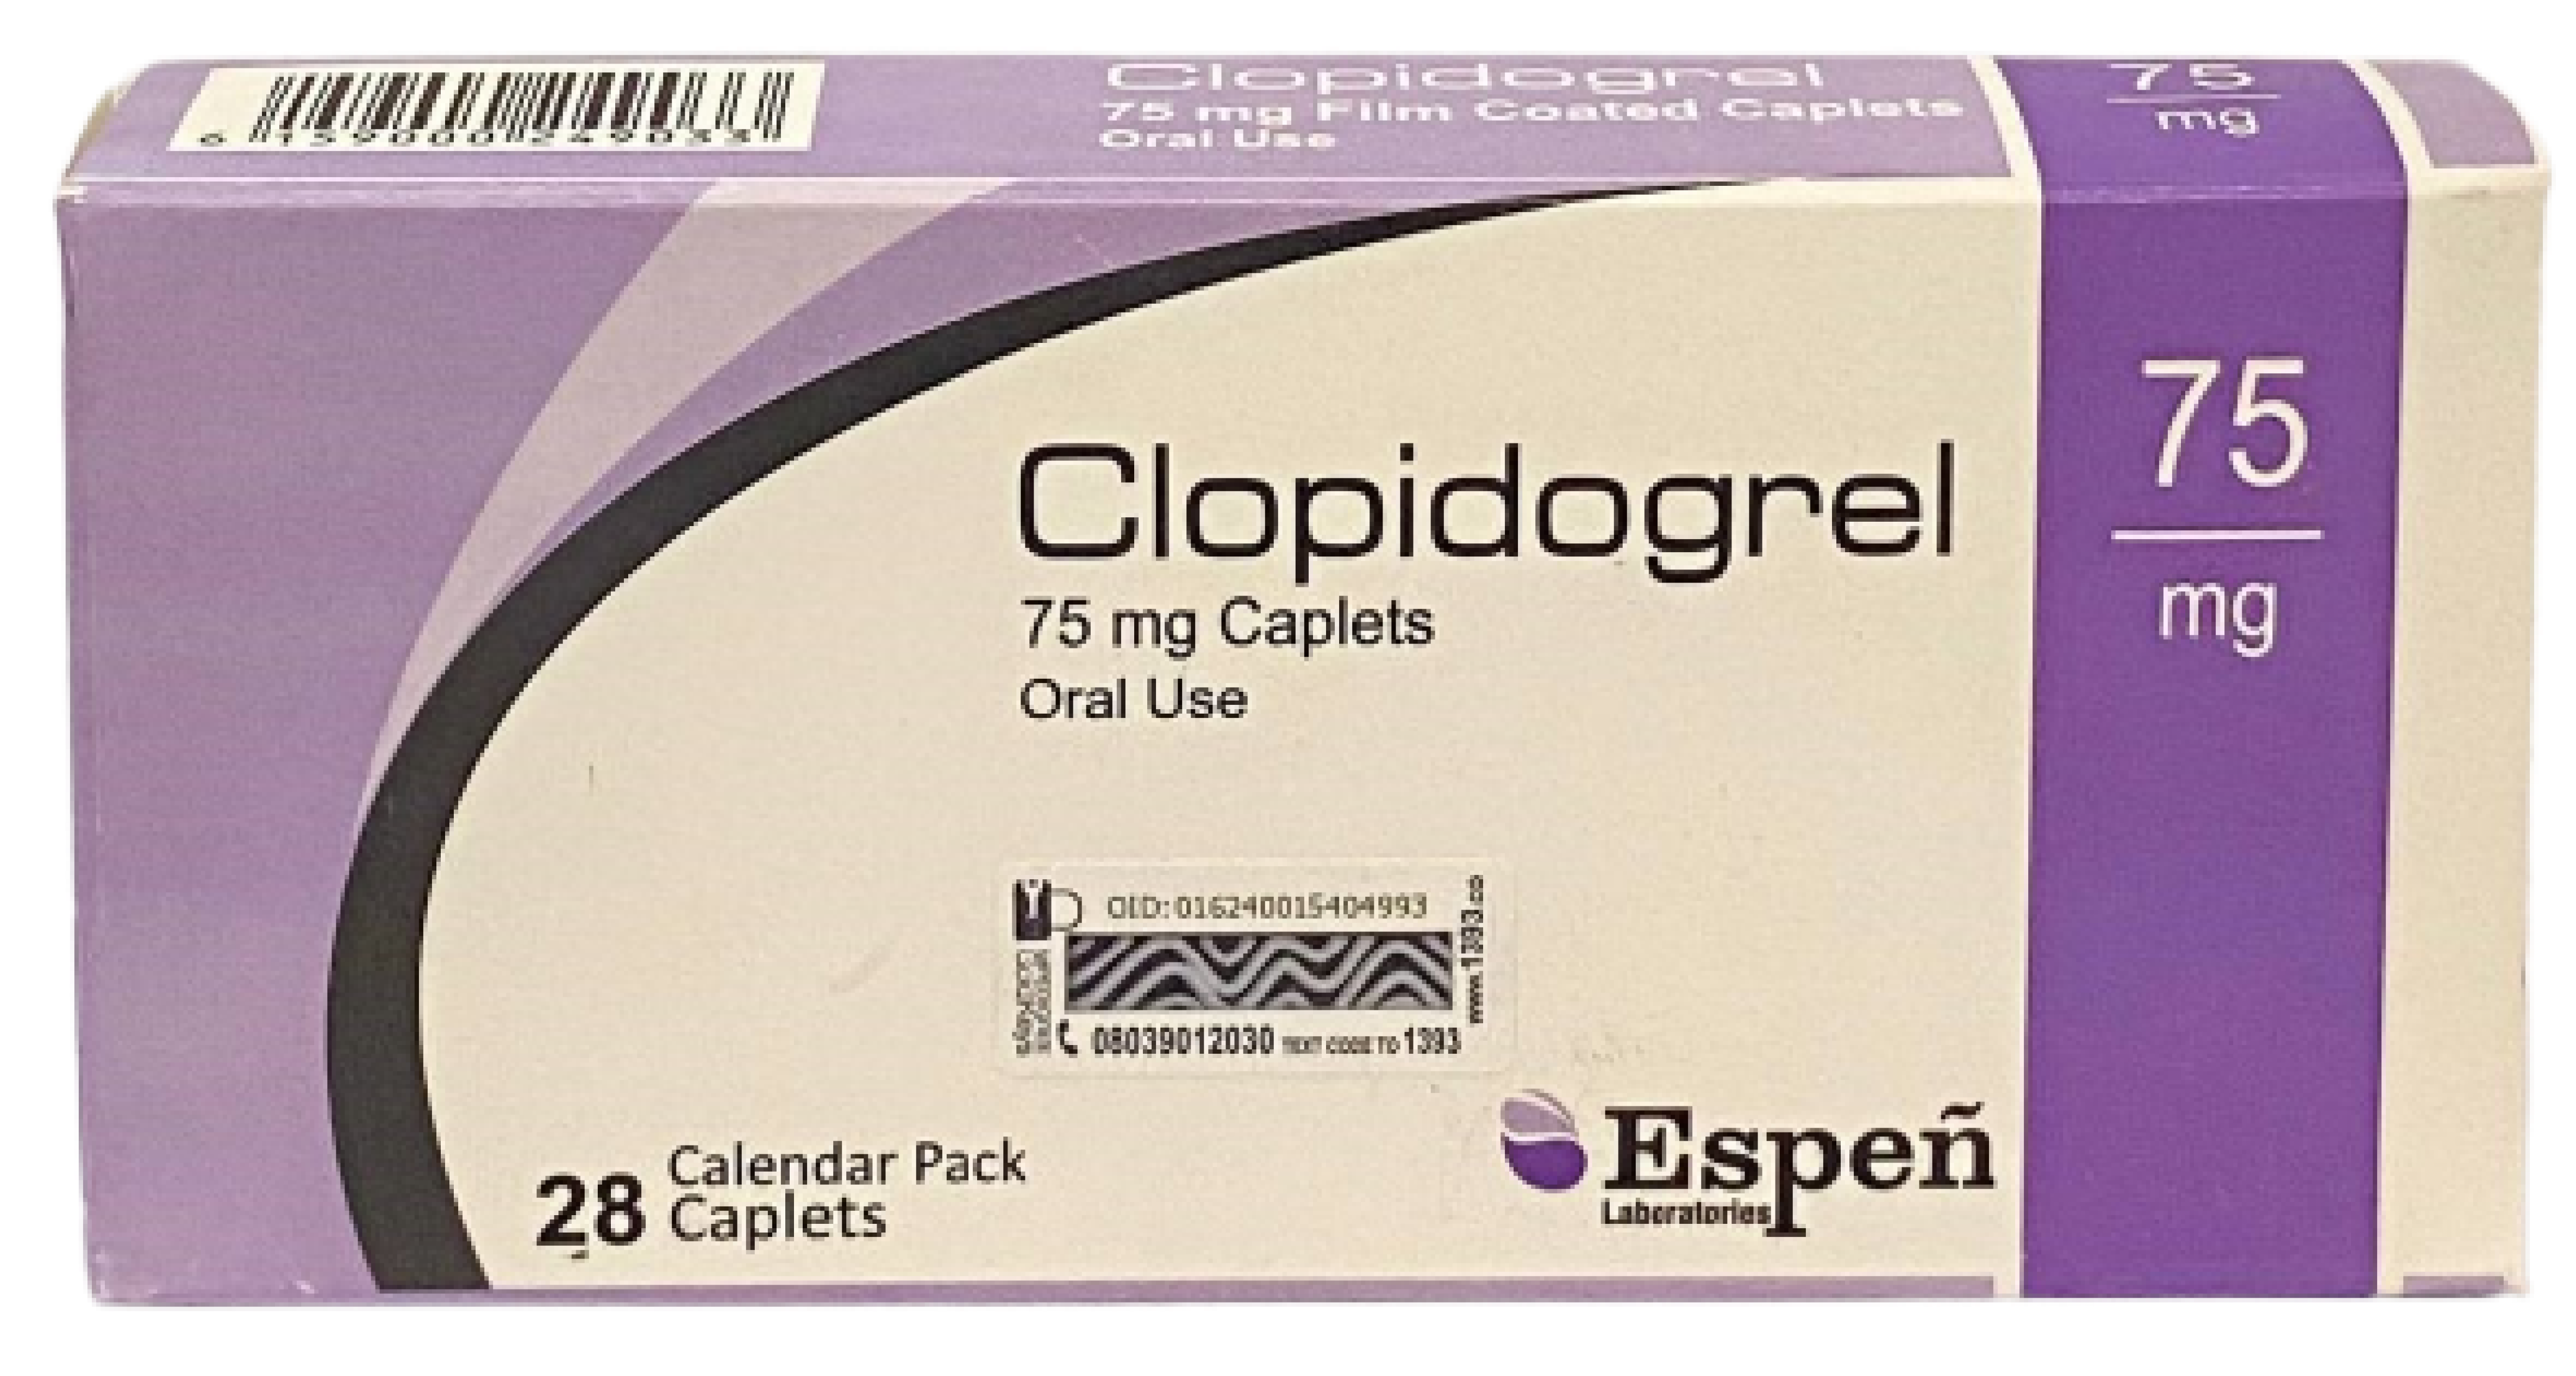 Clopidogrel
75 mg Film Coated Caplets
Oral Use
75
mg
Clopidogrel
75 mg Caplets
Oral Use
75
mg
OID: 016240015404993
www.1393.co
08039012030 TEXT CODE TO 1393
28 Calendar Pack
Caplets
Espeñ
Laboratories